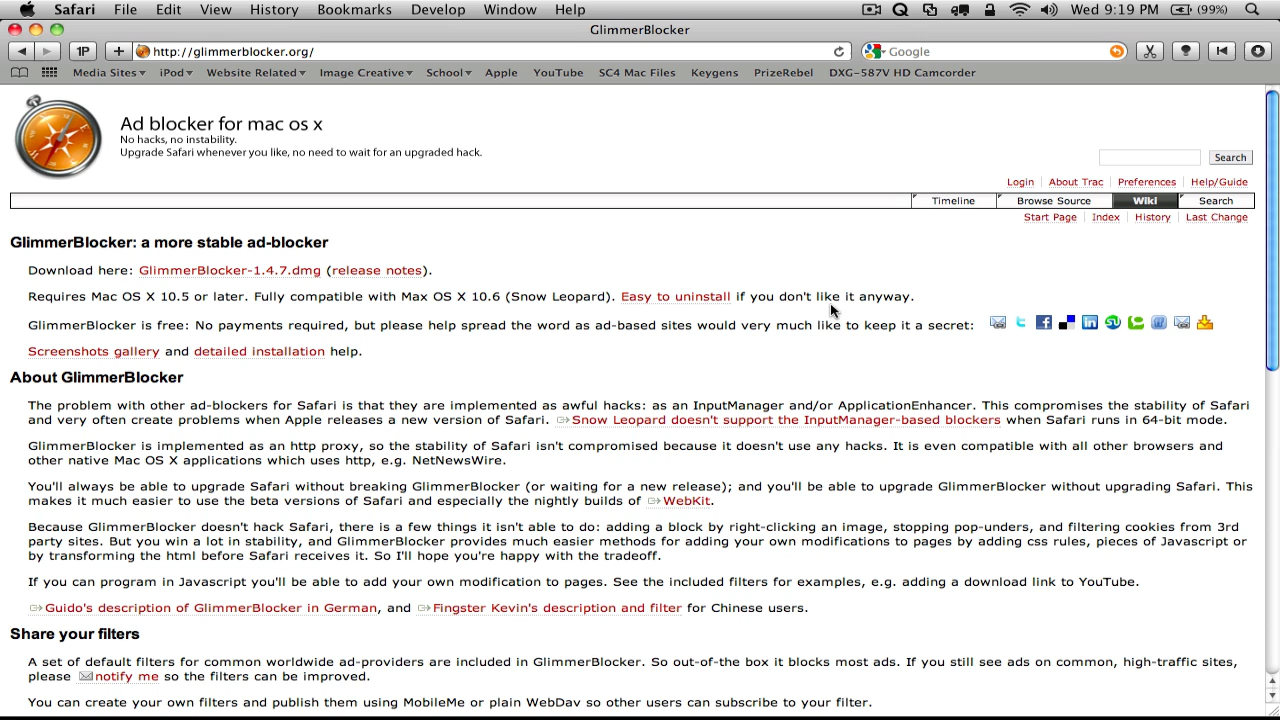 Safari File Edit View History Bookmarks Develop Window Help Wed 9:19 PM (99%)
GlimmerBlocker
1P + http://glimmerblocker.org/ Google
Media Sites iPod Website Related Image Creative School Apple YouTube SC4 Mac Files Keygens PrizeRebel DXG-587V HD Camcorder
Ad blocker for mac os x
No hacks, no instability.
Upgrade Safari whenever you like, no need to wait for an upgraded hack.
Search
Login About Trac Preferences Help/Guide
Timeline Browse Source Wiki Search
Start Page Index History Last Change
GlimmerBlocker: a more stable ad-blocker
Download here: GlimmerBlocker-1.4.7.dmg (release notes).
Requires Mac OS X 10.5 or later. Fully compatible with Max OS X 10.6 (Snow Leopard). Easy to uninstall if you don't like it anyway.
GlimmerBlocker is free: No payments required, but please help spread the word as ad-based sites would very much like to keep it a secret:
Screenshots gallery and detailed installation help.
About GlimmerBlocker
The problem with other ad-blockers for Safari is that they are implemented as awful hacks: as an InputManager and/or ApplicationEnhancer. This compromises the stability of Safari
and very often create problems when Apple releases a new version of Safari. Snow Leopard doesn't support the InputManager-based blockers when Safari runs in 64-bit mode.
GlimmerBlocker is implemented as an http proxy, so the stability of Safari isn't compromised because it doesn't use any hacks. It is even compatible with all other browsers and
other native Mac OS X applications which uses http, e.g. NetNewsWire.
You'll always be able to upgrade Safari without breaking GlimmerBlocker (or waiting for a new release); and you'll be able to upgrade GlimmerBlocker without upgrading Safari. This
makes it much easier to use the beta versions of Safari and especially the nightly builds of WebKit.
Because GlimmerBlocker doesn't hack Safari, there is a few things it isn't able to do: adding a block by right-clicking an image, stopping pop-unders, and filtering cookies from 3rd
party sites. But you win a lot in stability, and GlimmerBlocker provides much easier methods for adding your own modifications to pages by adding css rules, pieces of Javascript or
by transforming the html before Safari receives it. So I'll hope you're happy with the tradeoff.
If you can program in Javascript you'll be able to add your own modification to pages. See the included filters for examples, e.g. adding a download link to YouTube.
Guido's description of GlimmerBlocker in German, and Fingster Kevin's description and filter for Chinese users.
Share your filters
A set of default filters for common worldwide ad-providers are included in GlimmerBlocker. So out-of-the box it blocks most ads. If you still see ads on common, high-traffic sites,
please notify me so the filters can be improved.
You can create your own filters and publish them using MobileMe or plain WebDav so other users can subscribe to your filter.